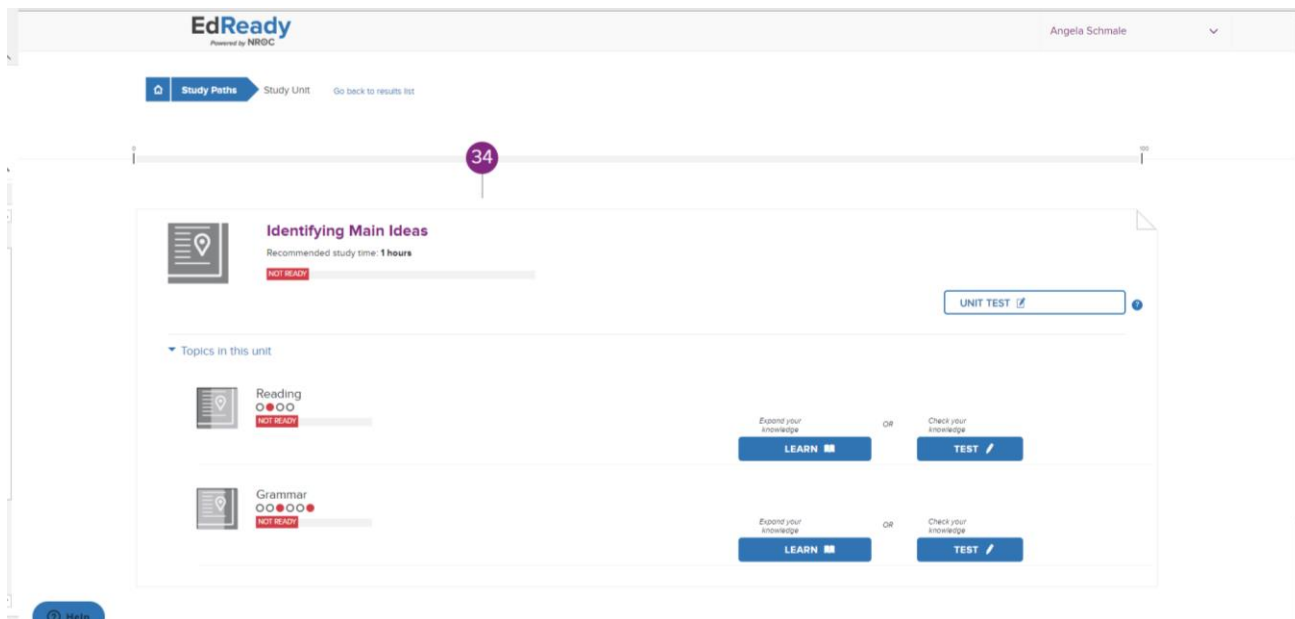 EdReady
Powered by NROC
Angela Schmale
Study Paths
Study Unit
Go back to results list
34
Identifying Main Ideas
Recommended study time: 1 hours
NOT READY
UNIT TEST
?
Topics in this unit
Reading
NOT READY
Expand your
knowledge
OR
Check your
knowledge
LEARN
TEST
Grammar
NOT READY
Expand your
knowledge
OR
Check your
knowledge
LEARN
TEST
? Help